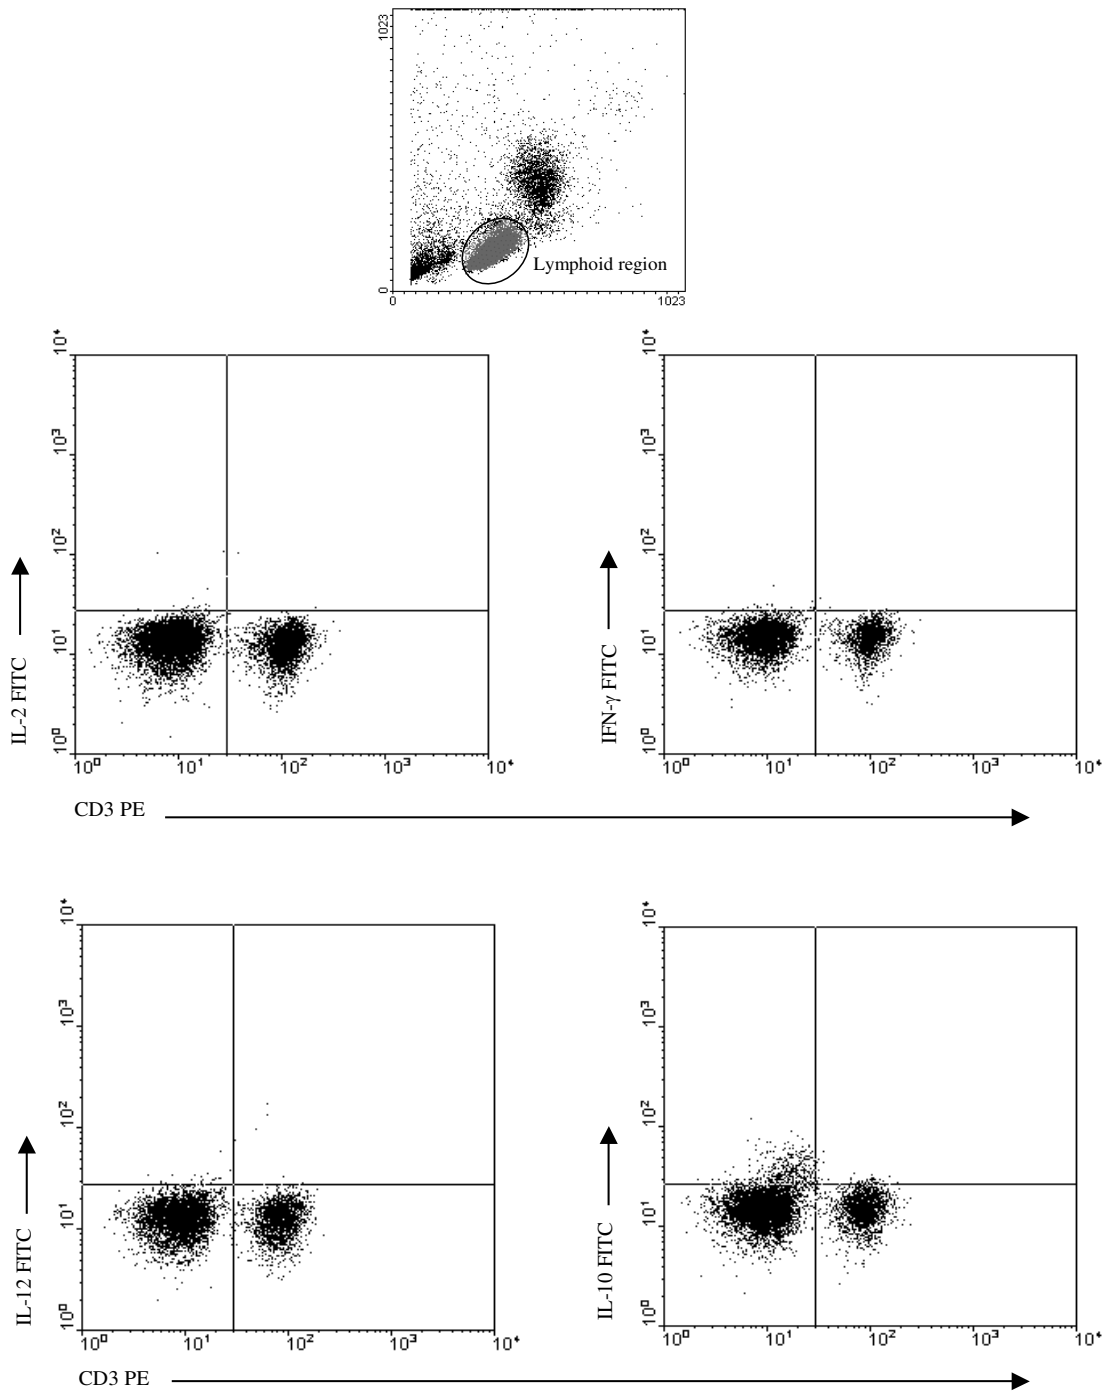 1023
Lymphoid region
0
0 1023
10⁴ 10⁴
10³ 10³
10² 10²
10¹ 10¹
10⁰ 10⁰
IL-2 FITC IFN-γ FITC
10⁰ 10¹ 10² 10³ 10⁴ 10⁰ 10¹ 10² 10³ 10⁴
CD3 PE
10⁴ 10⁴
10³ 10³
10² 10²
10¹ 10¹
10⁰ 10⁰
IL-12 FITC IL-10 FITC
10⁰ 10¹ 10² 10³ 10⁴ 10⁰ 10¹ 10² 10³ 10⁴
CD3 PE